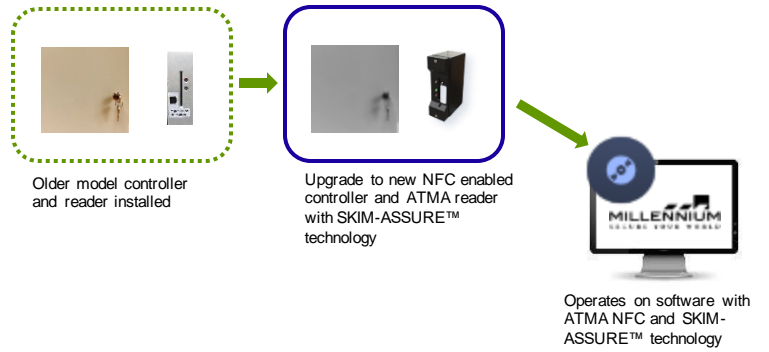 Older model controller
and reader installed
Upgrade to new NFC enabled
controller and ATMA reader
with SKIM-ASSURE™
technology
MILLENNIUM
SECURE YOUR WORLD
Operates on software with
ATMA NFC and SKIM-
ASSURE™ technology